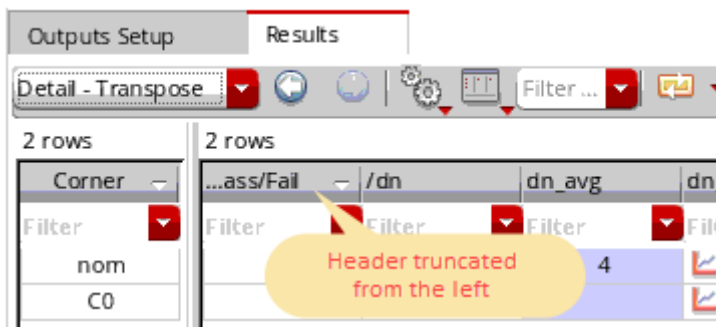 Outputs Setup
Results
Detail - Transpose
Filter ...
2 rows
2 rows
Corner
...ass/Fail
/dn
dn_avg
dn
Filter
Filter
Filter
Filter
Fil
nom
4
C0
Header truncated
from the left